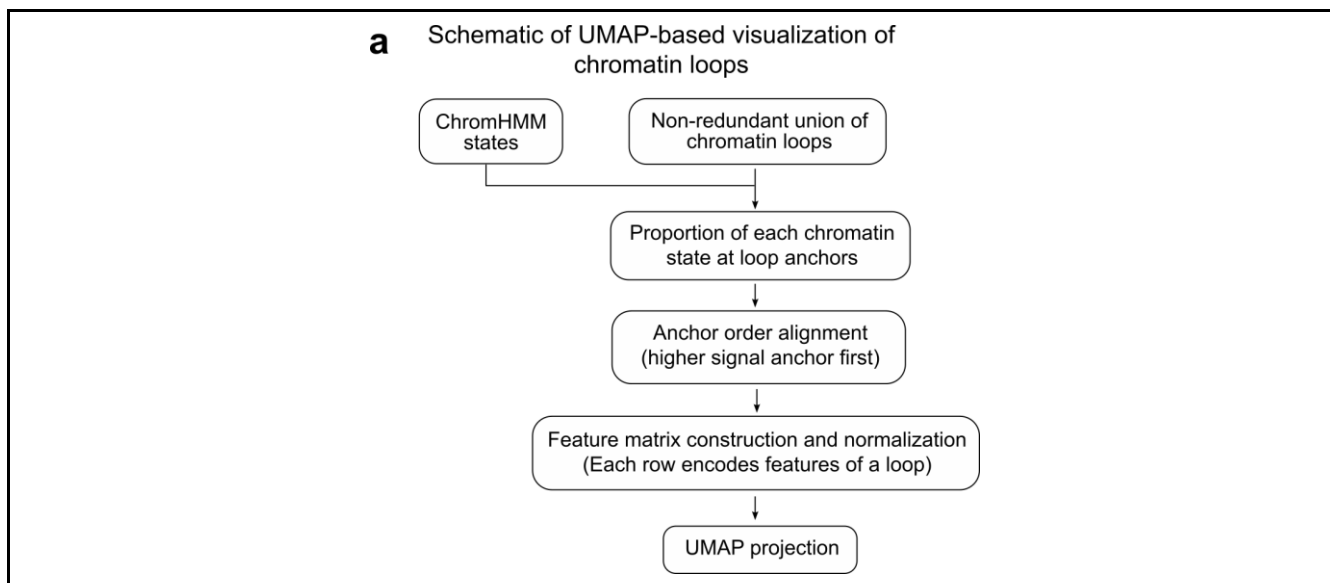 a
Schematic of UMAP-based visualization of
chromatin loops
ChromHMM
states
Non-redundant union of
chromatin loops
Proportion of each chromatin
state at loop anchors
Anchor order alignment
(higher signal anchor first)
Feature matrix construction and normalization
(Each row encodes features of a loop)
UMAP projection